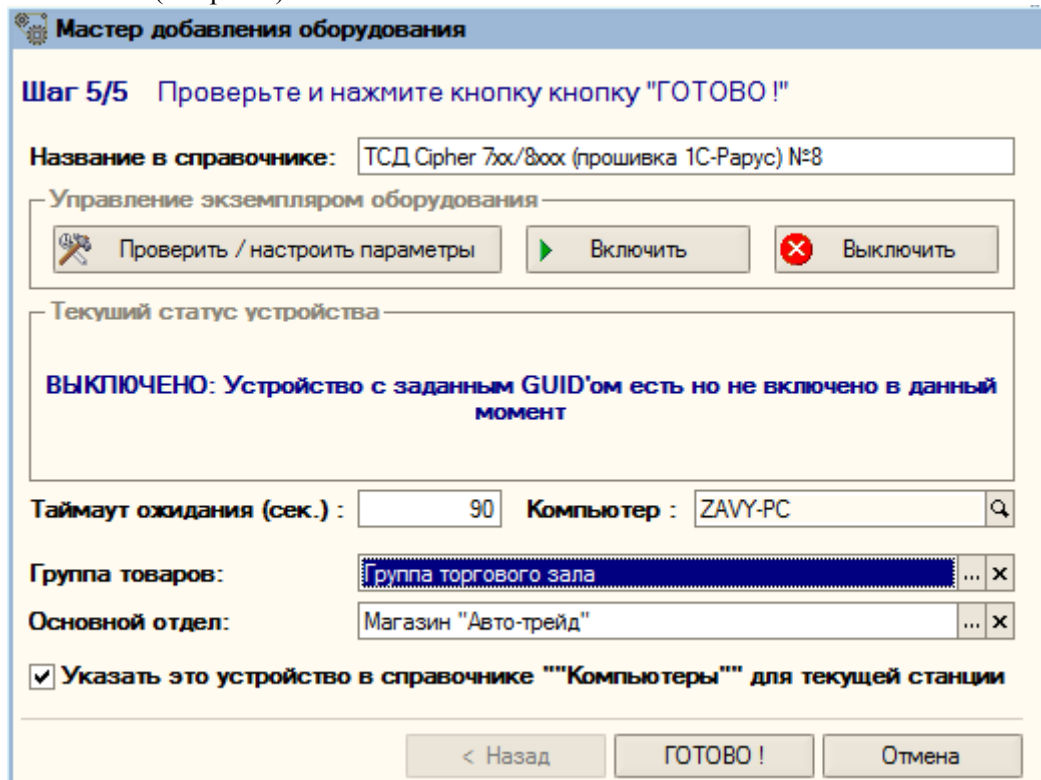 Мастер добавления оборудования
Шаг 5/5 Проверьте и нажмите кнопку кнопку "ГОТОВО !"
Название в справочнике: ТСД Cipher 7xx/8xxx (прошивка 1С-Рарус) №8
Управление экземпляром оборудования
Проверить / настроить параметры Включить Выключить
Текуший статус устройства
ВЫКЛЮЧЕНО: Устройство с заданным GUID'ом есть но не включено в данный
момент
Таймаут ожидания (сек.) : 90 Компьютер : ZAVY-PC
Группа товаров: Группа торгового зала ... x
Основной отдел: Магазин "Авто-трейд" ... x
Указать это устройство в справочнике ""Компьютеры"" для текущей станции
< Назад ГОТОВО ! Отмена